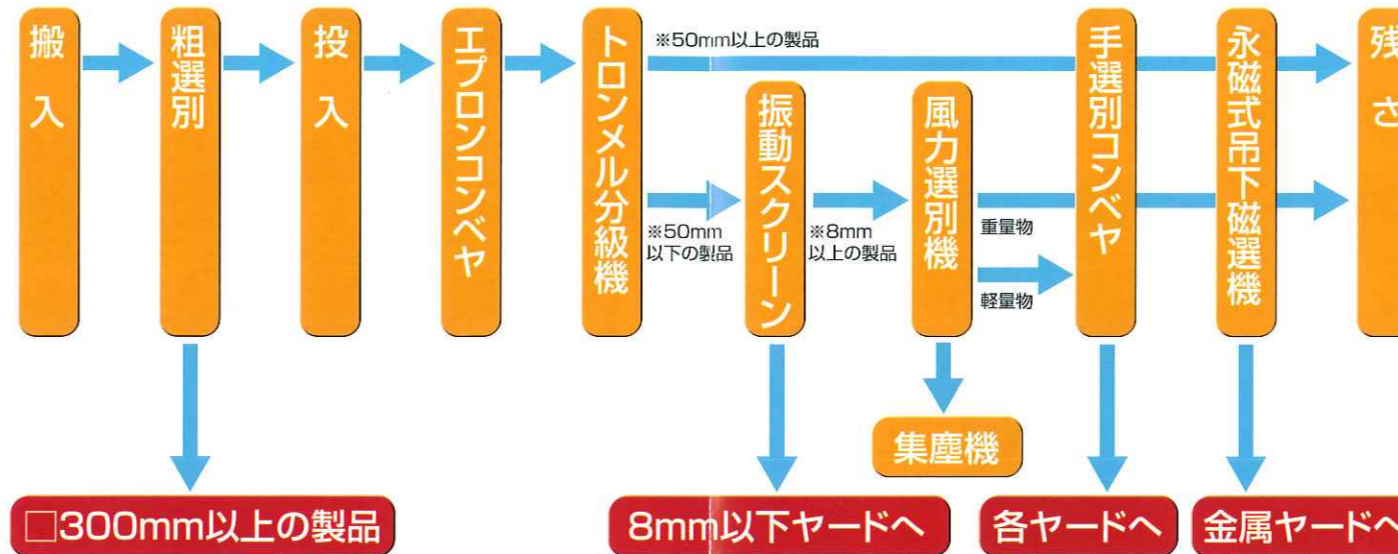 搬入
粗選別
投入
エプロンコンベヤ
トロンメル分級機
※50mm以上の製品
※50mm
以下の製品
振動スクリーン
※8mm
以上の製品
風力選別機
重量物
軽量物
手選別コンベヤ
永磁式吊下磁選機
残さ
集塵機
□300mm以上の製品
8mm以下ヤードへ
各ヤードへ
金属ヤードへ